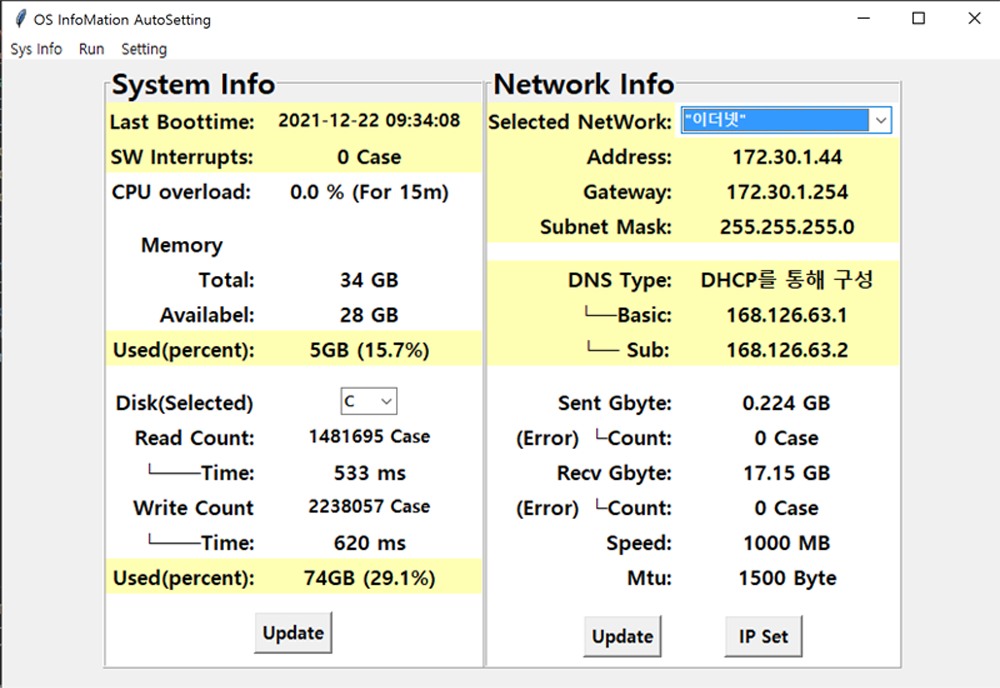 OS InfoMation AutoSetting
Sys Info Run Setting
System Info
Last Boottime: 2021-12-22 09:34:08
SW Interrupts: 0 Case
CPU overload: 0.0 % (For 15m)
Memory
Total: 34 GB
Availabel: 28 GB
Used(percent): 5GB (15.7%)
Disk(Selected) C
Read Count: 1481695 Case
└───Time: 533 ms
Write Count 2238057 Case
└───Time: 620 ms
Used(percent): 74GB (29.1%)
Update
Network Info
Selected NetWork: "이더넷"
Address: 172.30.1.44
Gateway: 172.30.1.254
Subnet Mask: 255.255.255.0
DNS Type: DHCP를 통해 구성
└──Basic: 168.126.63.1
└── Sub: 168.126.63.2
Sent Gbyte: 0.224 GB
(Error) └Count: 0 Case
Recv Gbyte: 17.15 GB
(Error) └Count: 0 Case
Speed: 1000 MB
Mtu: 1500 Byte
Update IP Set